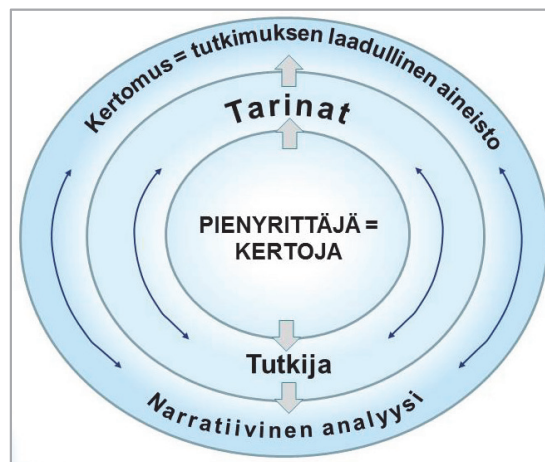 Kertomus = tutkimuksen laadullinen aineisto
Tarinat
PIENYRITTÄJÄ =
KERTOJA
Tutkija
Narratiivinen analyysi